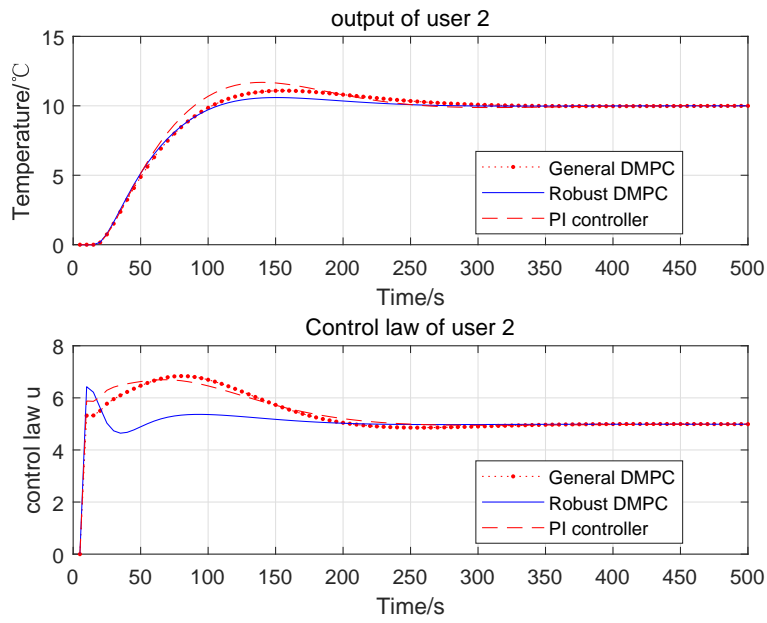 output of user 2
Temperature/℃
15
10
5
0
General DMPC
Robust DMPC
PI controller
0 50 100 150 200 250 300 350 400 450 500
Time/s
Control law of user 2
control law u
8
6
4
2
0
General DMPC
Robust DMPC
PI controller
0 50 100 150 200 250 300 350 400 450 500
Time/s